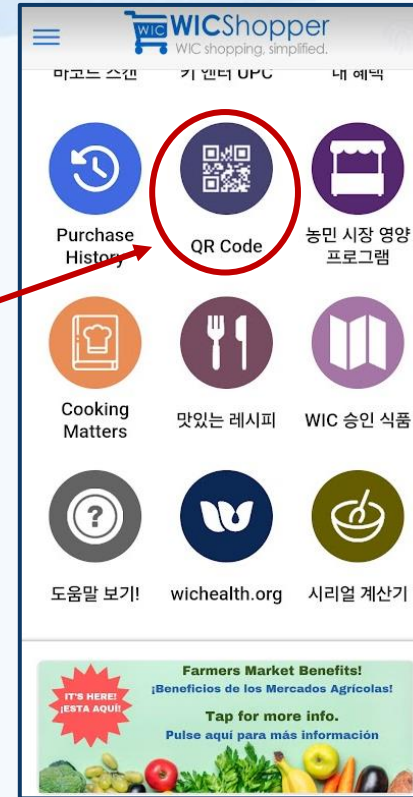 WIC WICShopper
WIC shopping, simplified.
바코드 스캔
키 엔터 UPC
내 혜택
Purchase
History
QR Code
농민 시장 영양
프로그램
Cooking
Matters
맛있는 레시피
WIC 승인 식품
도움말 보기!
wichealth.org
시리얼 계산기
IT'S HERE!
¡ESTA AQUÍ!
Farmers Market Benefits!
¡Beneficios de los Mercados Agrícolas!
Tap for more info.
Pulse aquí para más información